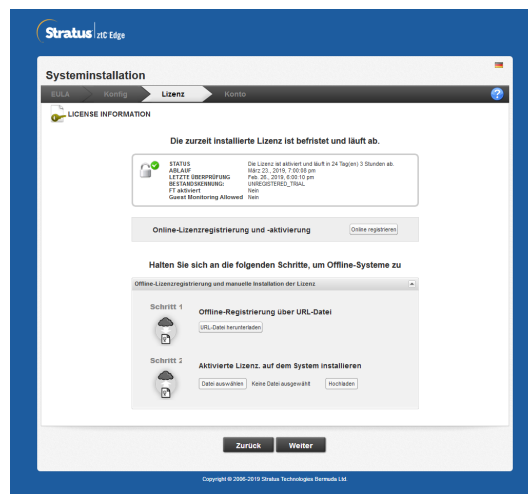 Stratus ztC Edge
Systeminstallation
EULA Konfig Lizenz Konto
?
LICENSE INFORMATION
Die zurzeit installierte Lizenz ist befristet und läuft ab.
STATUS Die Lizenz ist aktiviert und läuft in 24 Tag(en) 3 Stunden ab.
ABLAUF März 23., 2019, 7:00:08 pm
LETZTE ÜBERPRÜFUNG Feb. 26., 2019, 6:00:10 pm
BESTANDSKENNUNG: UNREGISTERED_TRIAL
FT aktiviert Nein
Guest Monitoring Allowed Nein
Online-Lizenzregistrierung und -aktivierung Online registrieren
Halten Sie sich an die folgenden Schritte, um Offline-Systeme zu
Offline-Lizenzregistrierung und manuelle Installation der Lizenz
Schritt 1
Offline-Registrierung über URL-Datei
URL-Datei herunterladen
Schritt 2
Aktivierte Lizenz. auf dem System installieren
Datei auswählen Keine Datei ausgewählt Hochladen
Zurück Weiter
Copyright © 2006-2019 Stratus Technologies Bermuda Ltd.